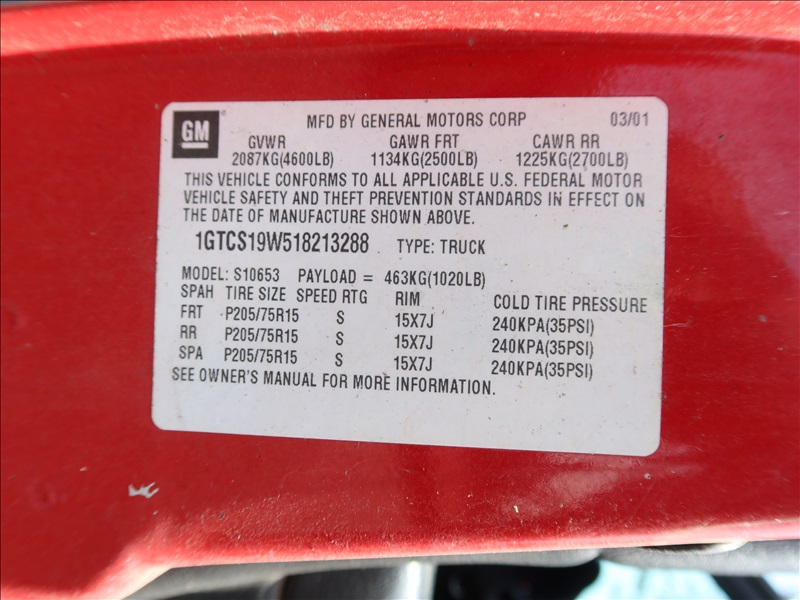 GM MFD BY GENERAL MOTORS CORP 03/01
GVWR GAWR FRT CAWR RR
2087KG(4600LB) 1134KG(2500LB) 1225KG(2700LB)
THIS VEHICLE CONFORMS TO ALL APPLICABLE U.S. FEDERAL MOTOR
VEHICLE SAFETY AND THEFT PREVENTION STANDARDS IN EFFECT ON
THE DATE OF MANUFACTURE SHOWN ABOVE.
1GTCS19W518213288 TYPE: TRUCK
MODEL: S10653 PAYLOAD = 463KG(1020LB)
SPAH TIRE SIZE SPEED RTG RIM COLD TIRE PRESSURE
FRT P205/75R15 S 15X7J 240KPA(35PSI)
RR P205/75R15 S 15X7J 240KPA(35PSI)
SPA P205/75R15 S 15X7J 240KPA(35PSI)
SEE OWNER'S MANUAL FOR MORE INFORMATION.